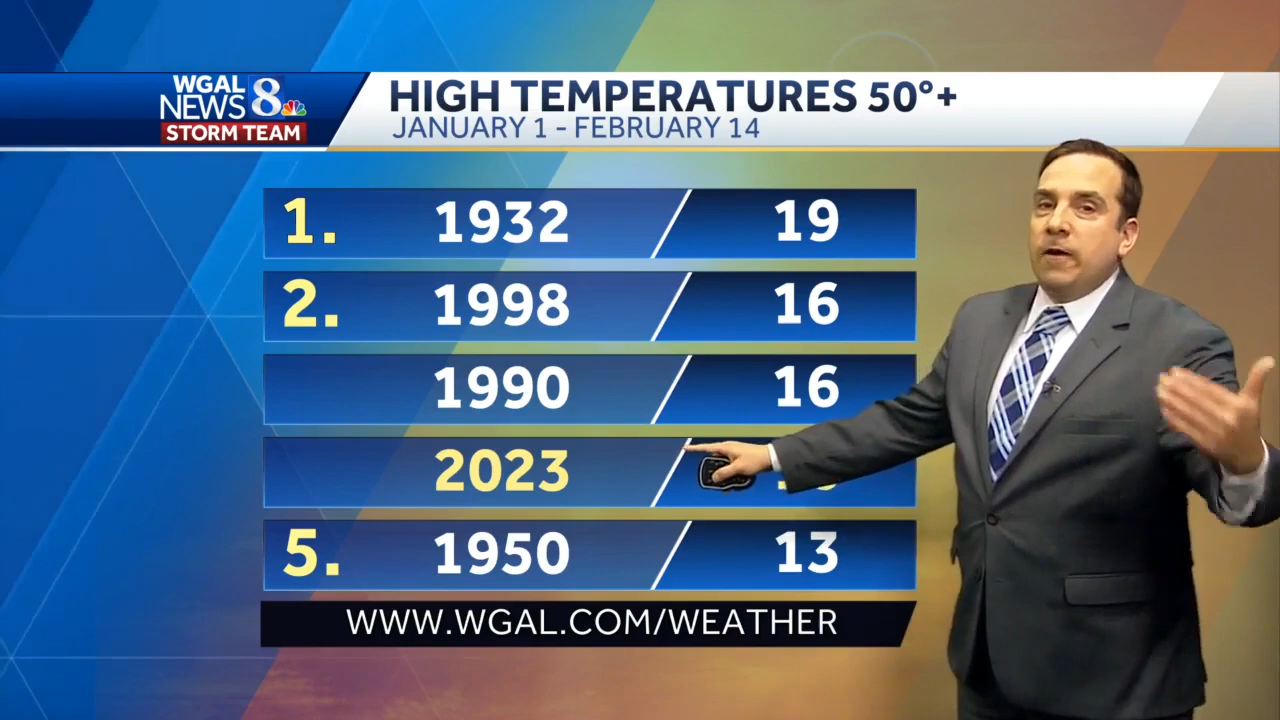 WGAL
NEWS 8
STORM TEAM
HIGH TEMPERATURES 50°+
JANUARY 1 - FEBRUARY 14
1. 1932 19
2. 1998 16
1990 16
2023
5. 1950 13
WWW.WGAL.COM/WEATHER